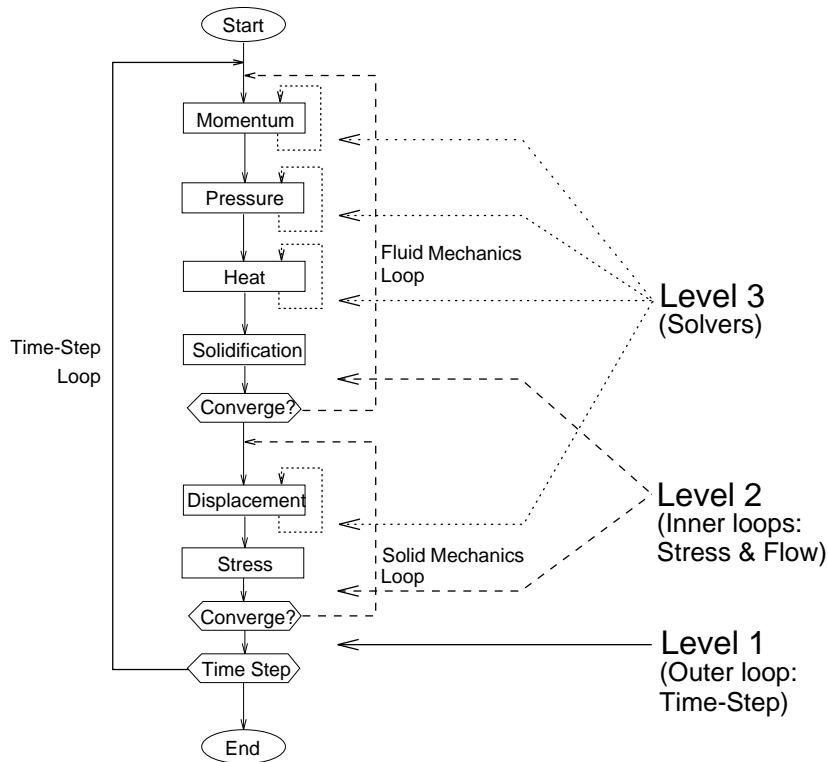 Start
Momentum
Pressure
Fluid Mechanics
Loop
Heat
Level 3
(Solvers)
Time-Step
Loop
Solidification
Converge?
Displacement
Level 2
(Inner loops:
Stress & Flow)
Solid Mechanics
Loop
Stress
Converge?
Level 1
(Outer loop:
Time-Step)
Time Step
End